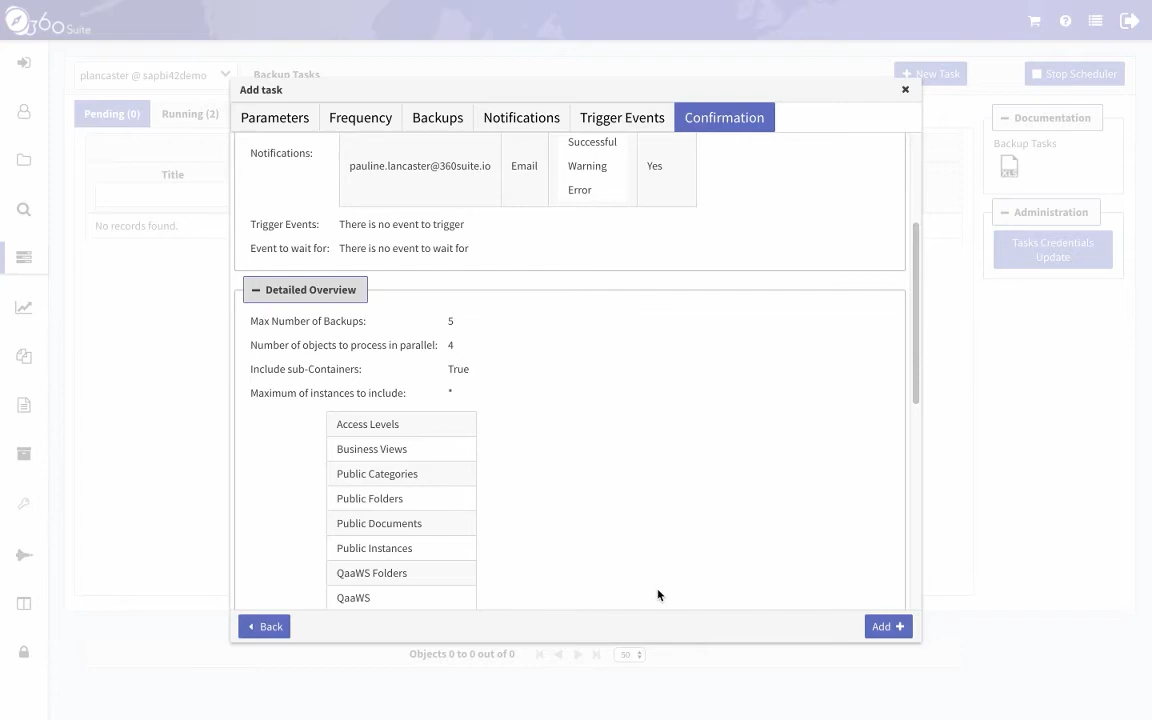 360 Suite
plancaster @ sapbi42demo
Backup Tasks
New Task
Stop Scheduler
Add task
Pending (0)
Running (2)
Parameters
Frequency
Backups
Notifications
Trigger Events
Confirmation
Documentation
Backup Tasks
XLS
Title
No records found.
Administration
Tasks Credentials
Update
Notifications:
pauline.lancaster@360suite.io
Email
Successful
Warning
Error
Yes
Trigger Events: There is no event to trigger
Event to wait for: There is no event to wait for
Detailed Overview
Max Number of Backups: 5
Number of objects to process in parallel: 4
Include sub-Containers: True
Maximum of instances to include: *
Access Levels
Business Views
Public Categories
Public Folders
Public Documents
Public Instances
QaaWS Folders
QaaWS
Back
Add
Objects 0 to 0 out of 0
50